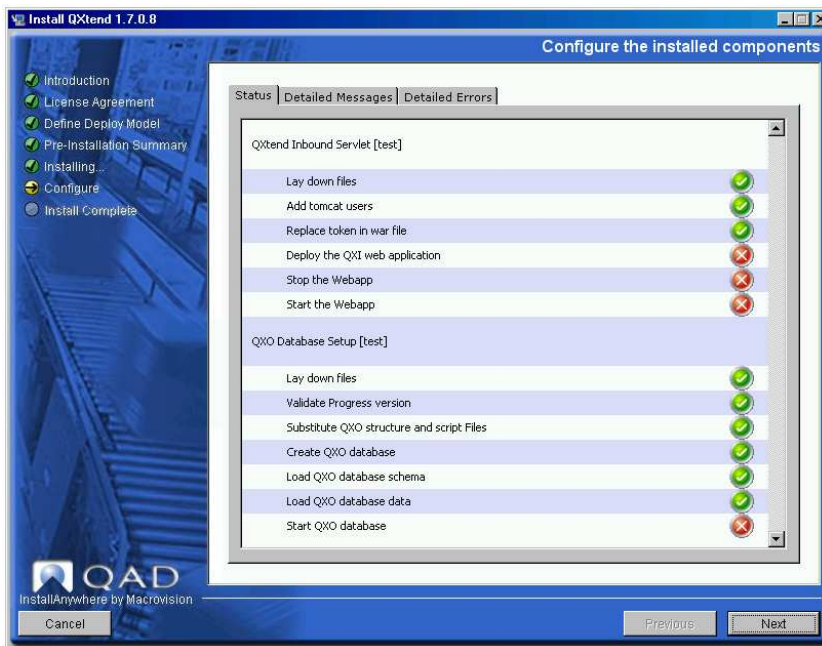 Install QXtend 1.7.0.8
Configure the installed components
Introduction
License Agreement
Define Deploy Model
Pre-Installation Summary
Installing...
Configure
Install Complete
Status
Detailed Messages
Detailed Errors
QXtend Inbound Servlet [test]
Lay down files
Add tomcat users
Replace token in war file
Deploy the QXI web application
Stop the Webapp
Start the Webapp
QXO Database Setup [test]
Lay down files
Validate Progress version
Substitute QXO structure and script Files
Create QXO database
Load QXO database schema
Load QXO database data
Start QXO database
QAD
InstallAnywhere by Macrovision
Cancel
Previous
Next